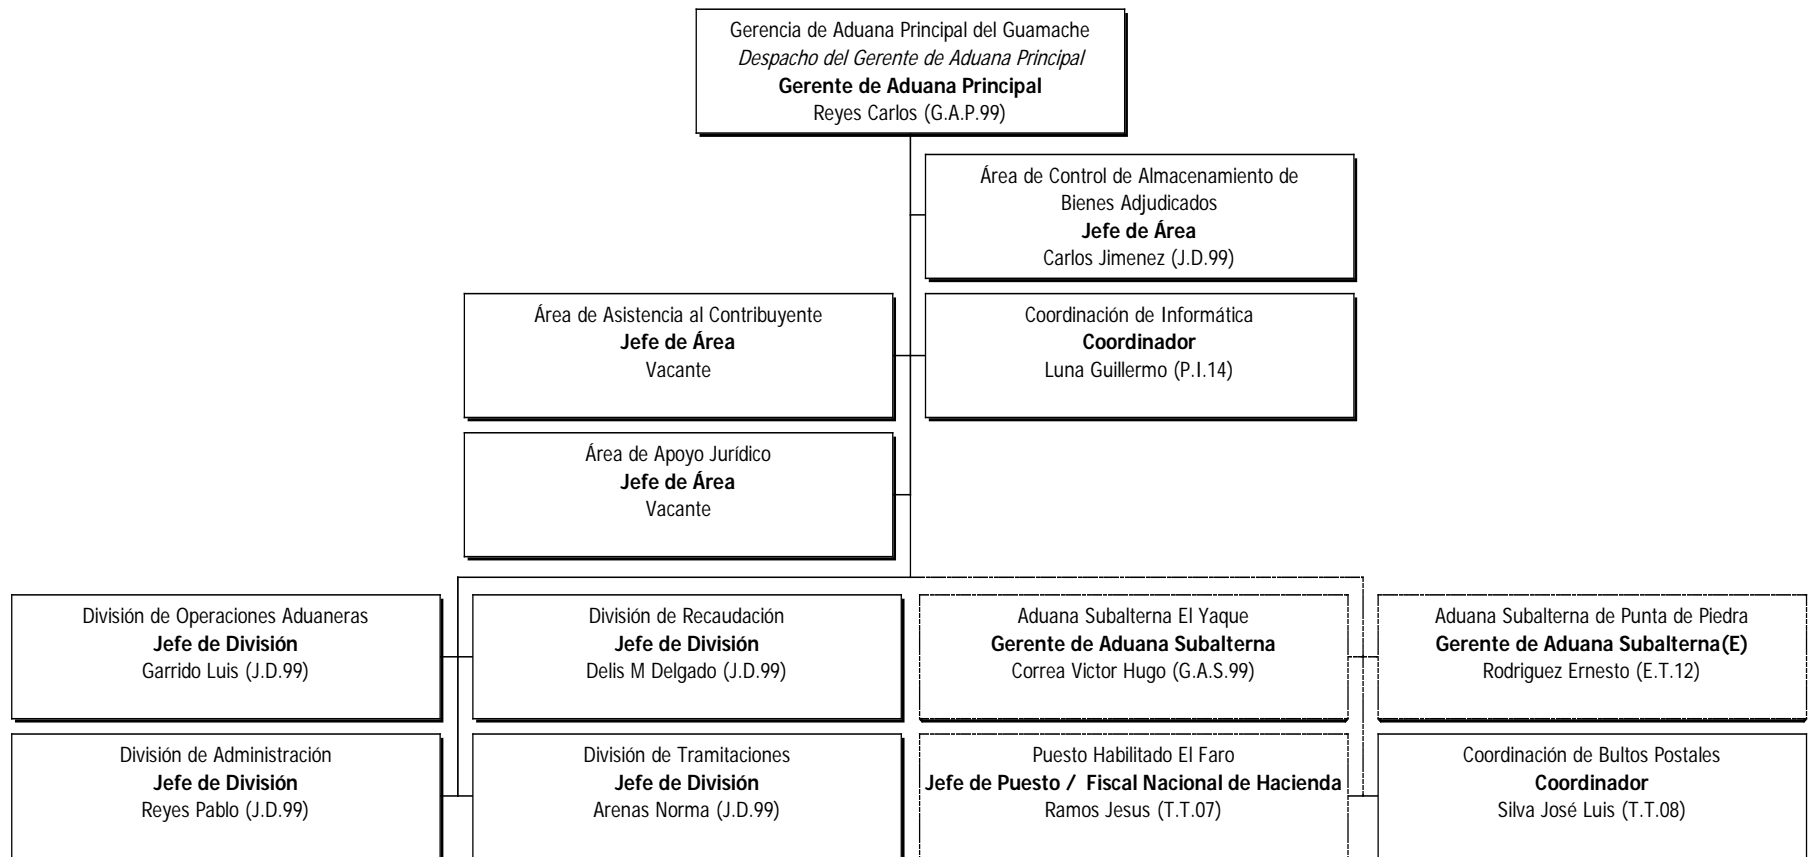 Gerencia de Aduana Principal del Guamache
Despacho del Gerente de Aduana Principal
Gerente de Aduana Principal
Reyes Carlos (G.A.P.99)
Área de Control de Almacenamiento de
Bienes Adjudicados
Jefe de Área
Carlos Jimenez (J.D.99)
Área de Asistencia al Contribuyente
Jefe de Área
Vacante
Coordinación de Informática
Coordinador
Luna Guillermo (P.I.14)
Área de Apoyo Jurídico
Jefe de Área
Vacante
División de Operaciones Aduaneras
Jefe de División
Garrido Luis (J.D.99)
División de Recaudación
Jefe de División
Delis M Delgado (J.D.99)
Aduana Subalterna El Yaque
Gerente de Aduana Subalterna
Correa Victor Hugo (G.A.S.99)
Aduana Subalterna de Punta de Piedra
Gerente de Aduana Subalterna(E)
Rodriguez Ernesto (E.T.12)
División de Administración
Jefe de División
Reyes Pablo (J.D.99)
División de Tramitaciones
Jefe de División
Arenas Norma (J.D.99)
Puesto Habilitado El Faro
Jefe de Puesto / Fiscal Nacional de Hacienda
Ramos Jesus (T.T.07)
Coordinación de Bultos Postales
Coordinador
Silva José Luis (T.T.08)